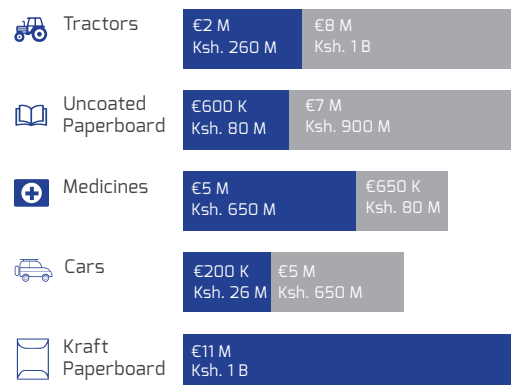 Tractors
€2 M
Ksh. 260 M
€8 M
Ksh. 1 B
Uncoated
Paperboard
€600 K
Ksh. 80 M
€7 M
Ksh. 900 M
Medicines
€5 M
Ksh. 650 M
€650 K
Ksh. 80 M
Cars
€200 K
Ksh. 26 M
€5 M
Ksh. 650 M
Kraft
Paperboard
€11 M
Ksh. 1 B